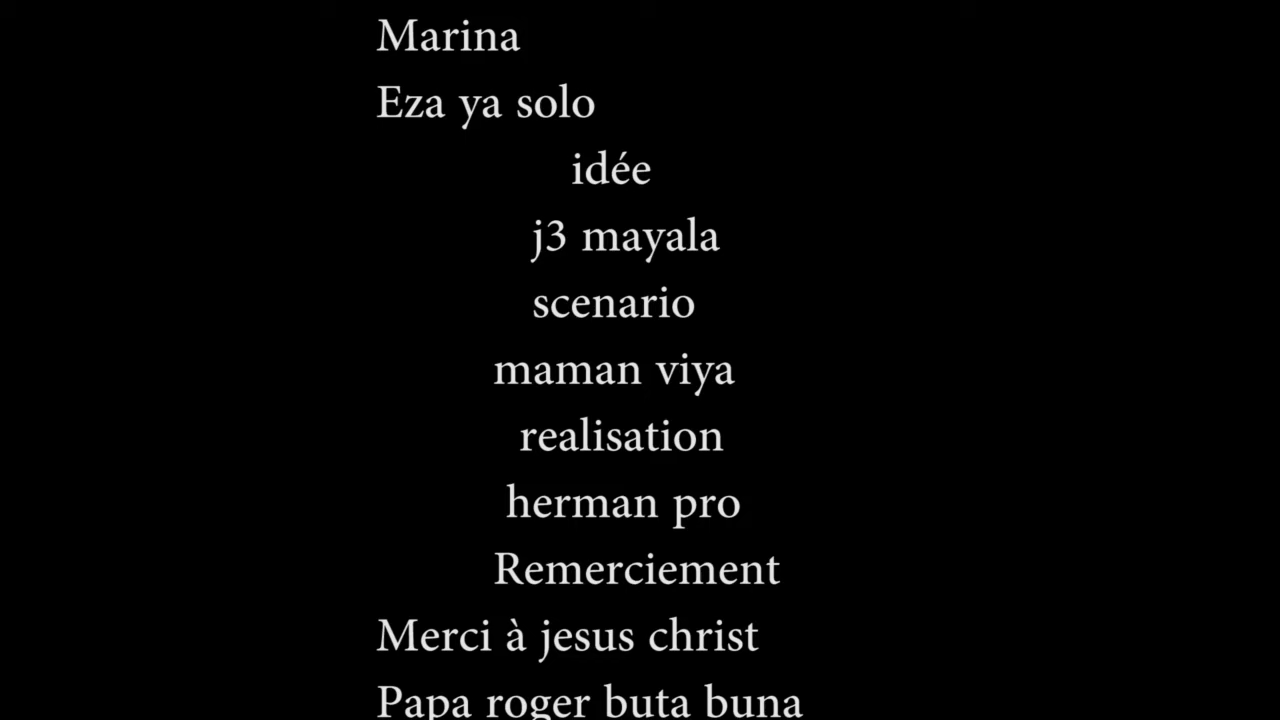 Marina
Eza ya solo
idée
j3 mayala
scenario
maman viya
realisation
herman pro
Remerciement
Merci à jesus christ
Papa roger buta buna